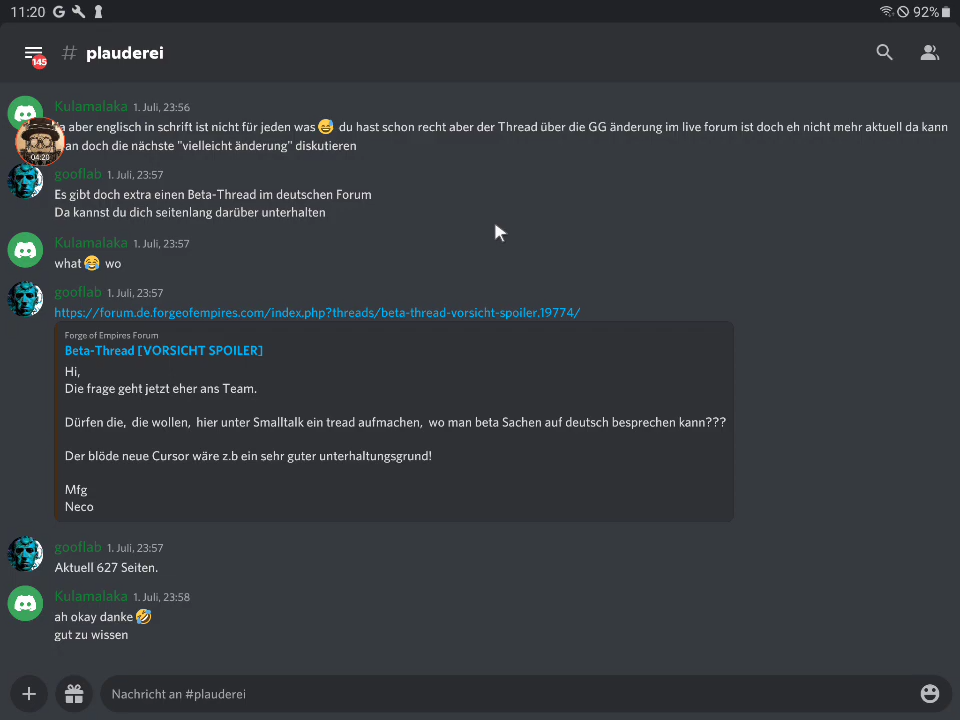 11:20 G 92%
145 # plauderei
Kulamalaka 1. Juli, 23:56
a aber englisch in schrift ist nicht für jeden was😅 du hast schon recht aber der Thread über die GG änderung im live forum ist doch eh nicht mehr aktuell da kann
an doch die nächste "vielleicht änderung" diskutieren
04:20
gooflab 1. Juli, 23:57
Es gibt doch extra einen Beta-Thread im deutschen Forum
Da kannst du dich seitenlang darüber unterhalten
Kulamalaka 1. Juli, 23:57
what😂 wo
gooflab 1. Juli, 23:57
https://forum.de.forgeofempires.com/index.php?threads/beta-thread-vorsicht-spoiler.19774/
Forge of Empires Forum
Beta-Thread [VORSICHT SPOILER]
Hi,
Die frage geht jetzt eher ans Team.
Dürfen die, die wollen, hier unter Smalltalk ein tread aufmachen, wo man beta Sachen auf deutsch besprechen kann???
Der blöde neue Cursor wäre z.b ein sehr guter unterhaltungsgrund!
Mfg
Neco
gooflab 1. Juli, 23:57
Aktuell 627 Seiten.
Kulamalaka 1. Juli, 23:58
ah okay danke🤣
gut zu wissen
Nachricht an #plauderei